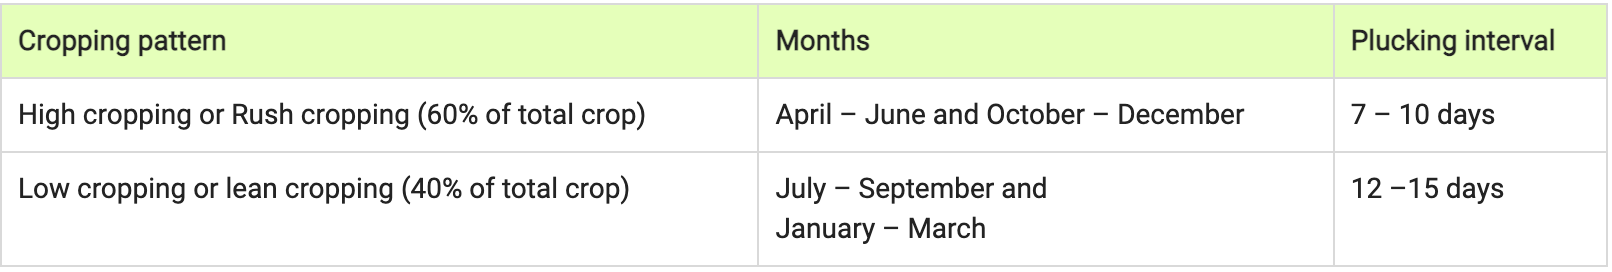 Cropping pattern Months Plucking interval
High cropping or Rush cropping (60% of total crop) April – June and October – December 7 – 10 days
Low cropping or lean cropping (40% of total crop) July – September and 12 –15 days
January – March